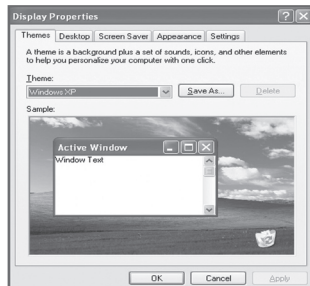 Display Properties
Themes Desktop Screen Saver Appearance Settings
A theme is a background plus a set of sounds, icons, and other elements
to help you personalize your computer with one click.
Theme:
Windows XP Save As... Delete
Sample:
Active Window
Window Text
OK Cancel Apply